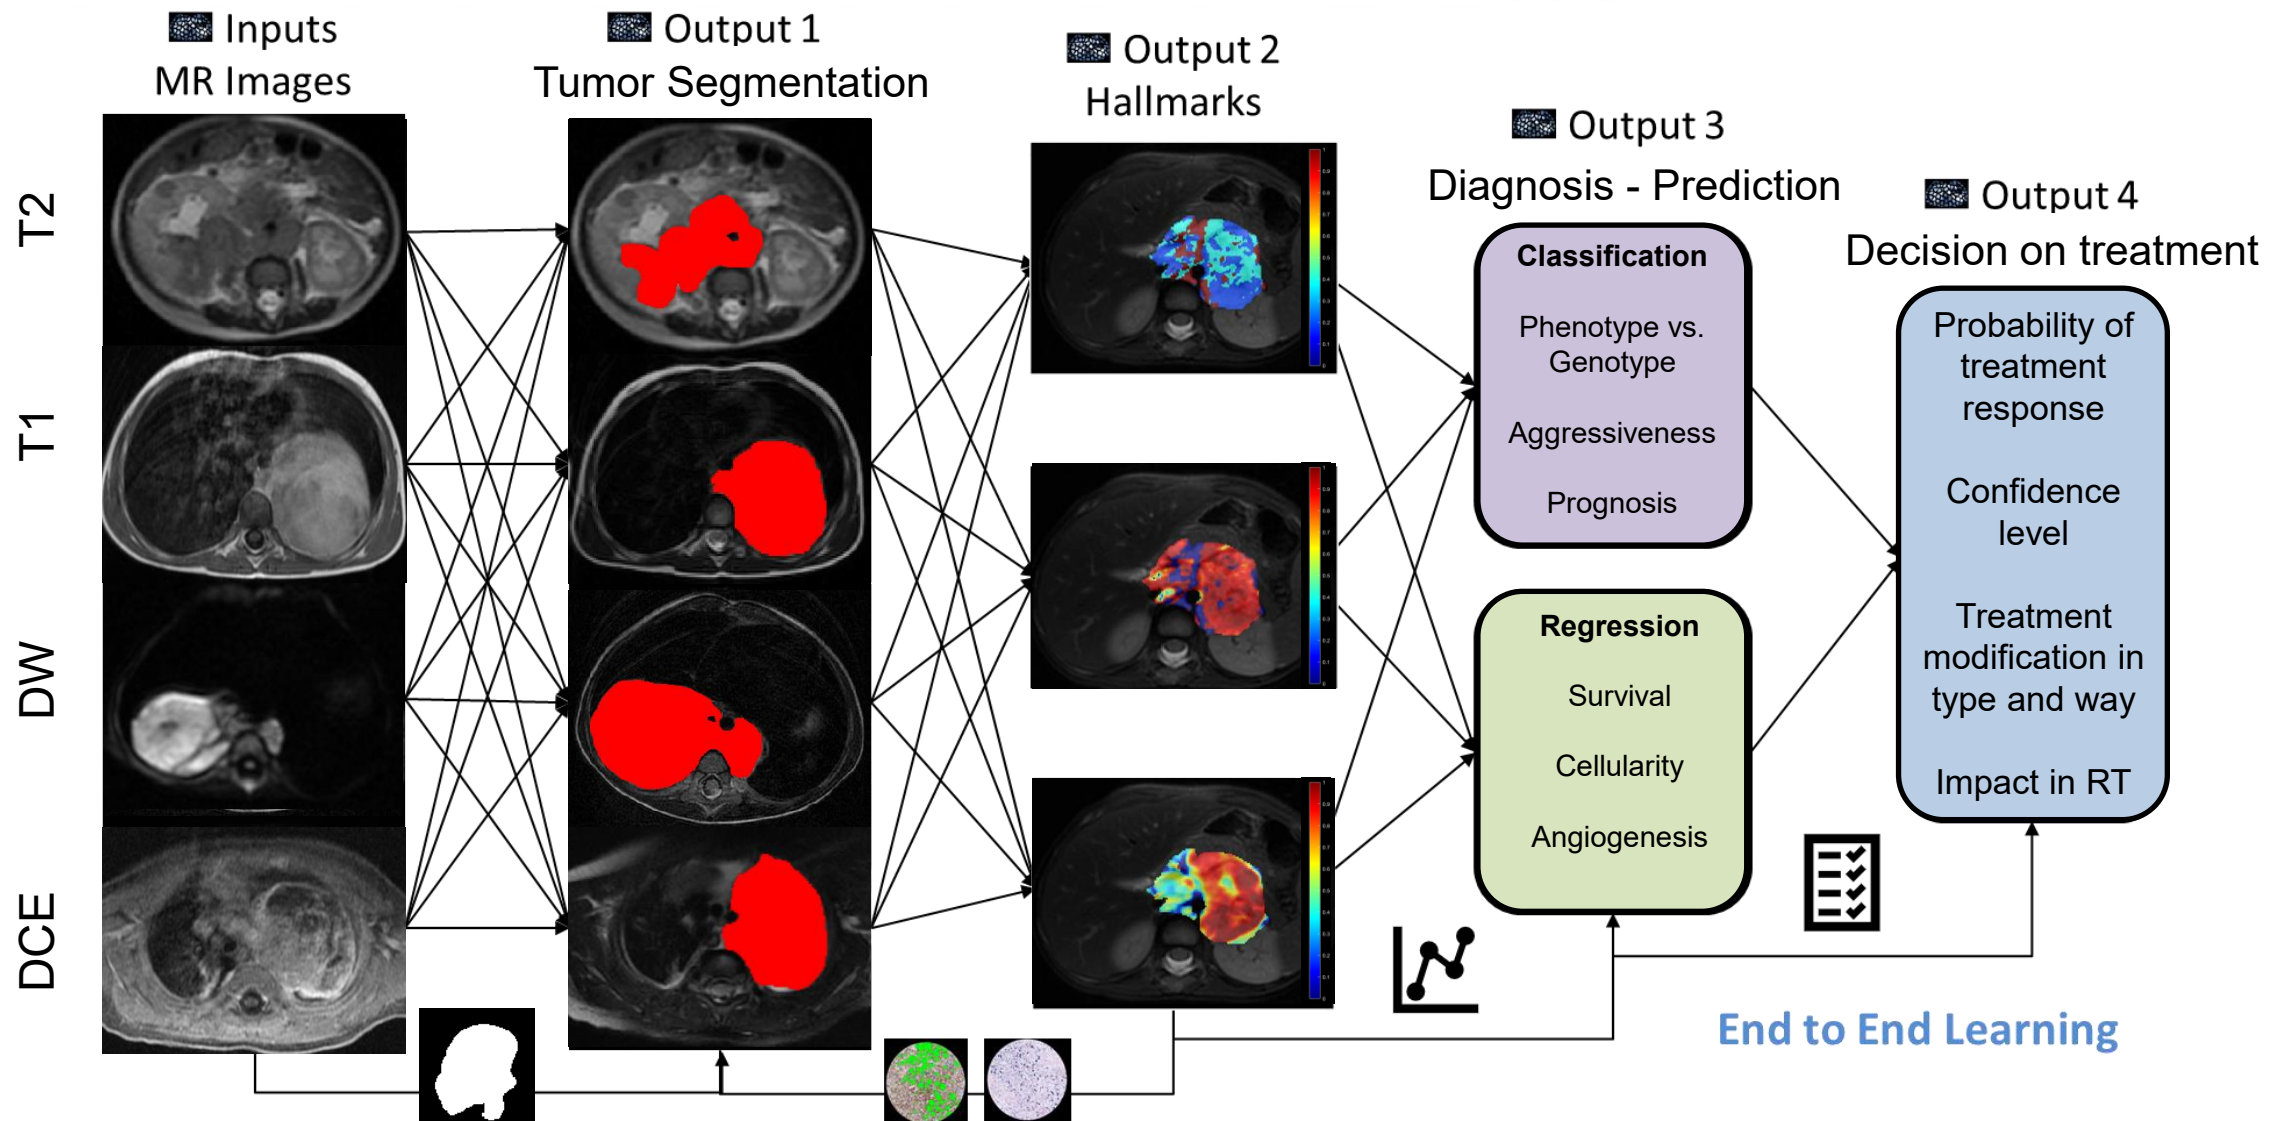 Inputs
MR Images
Output 1
Tumor Segmentation
Output 2
Hallmarks
Output 3
Diagnosis - Prediction
Output 4
Decision on treatment
T2
T1
DW
DCE
Classification
Phenotype vs.
Genotype
Aggressiveness
Prognosis
Regression
Survival
Cellularity
Angiogenesis
Probability of
treatment
response
Confidence
level
Treatment
modification in
type and way
Impact in RT
End to End Learning